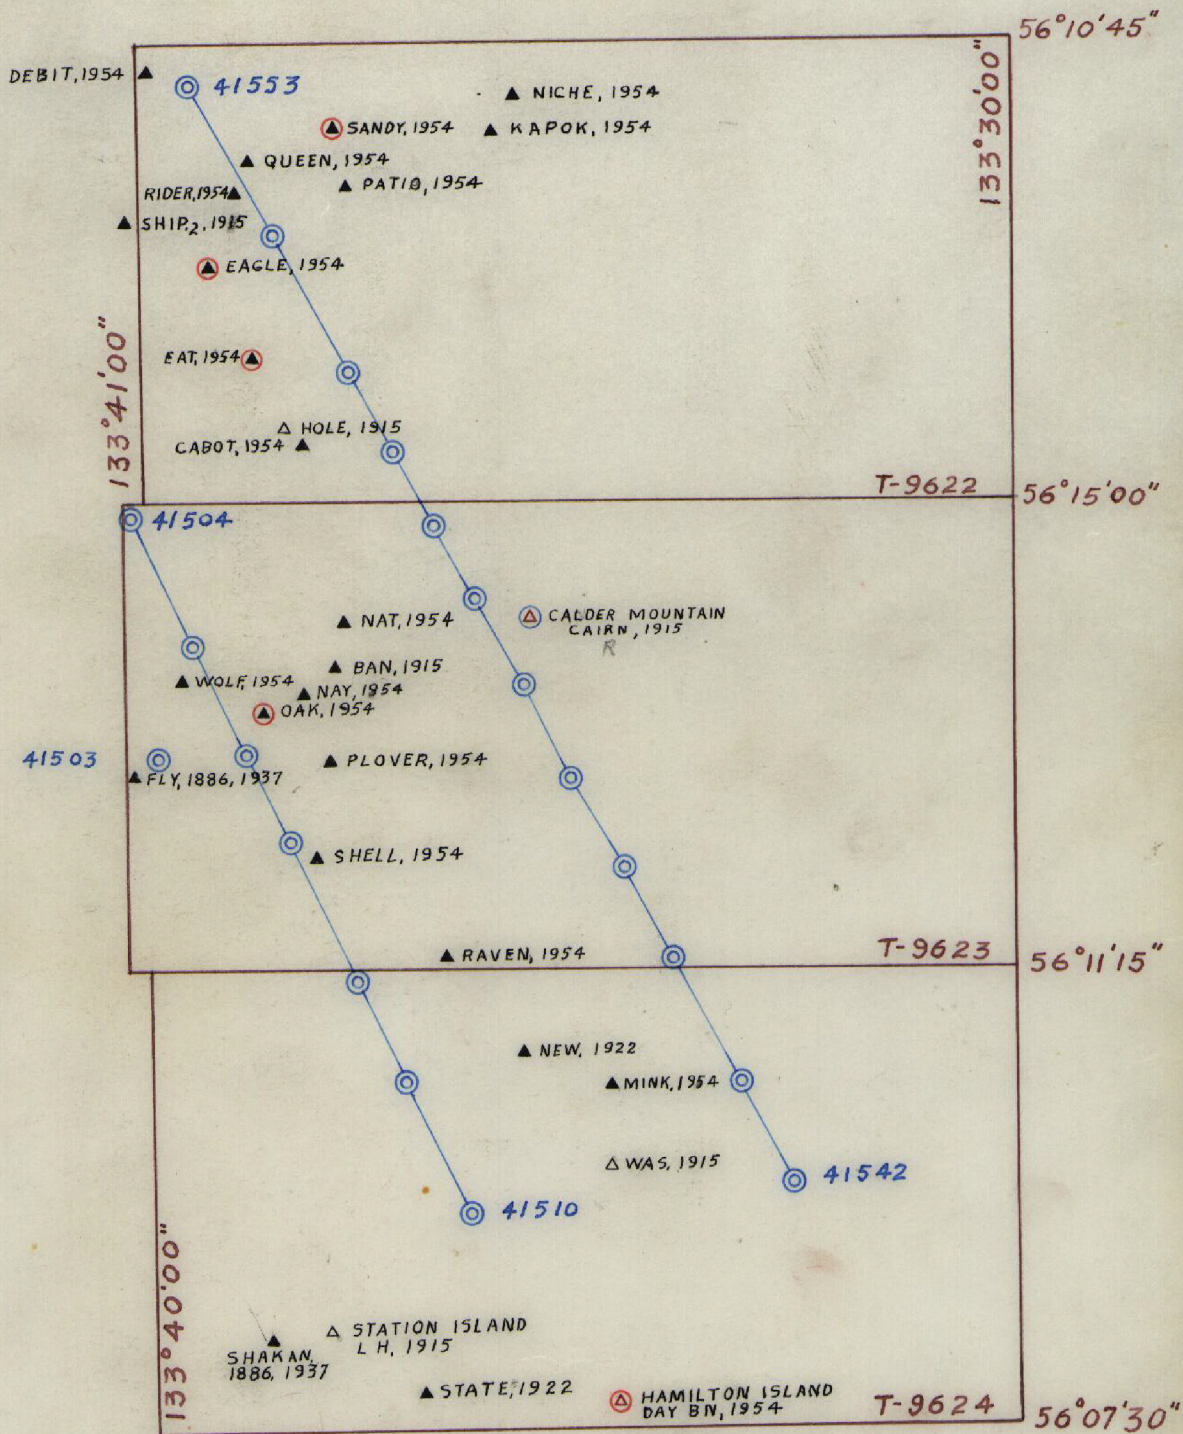 56°10'45"
133°30'00"
DEBIT, 1954
41553
NICHE, 1954
SANDY, 1954
KAPOK, 1954
QUEEN, 1954
PATIO, 1954
RIDER, 1954
SHIP 2, 1915
EAGLE, 1954
133°41'00"
EAT, 1954
HOLE, 1915
CABOT, 1954
T-9622
56°15'00"
41504
NAT, 1954
CALDER MOUNTAIN
CAIRN, 1915
R
BAN, 1915
WOLF, 1954
NAY, 1954
OAK, 1954
41503
PLOVER, 1954
FLY, 1886, 1937
SHELL, 1954
RAVEN, 1954
T-9623
56°11'15"
NEW, 1922
MINK, 1954
WAS, 1915
41542
41510
133°40'00"
STATION ISLAND
LH, 1915
SHAKAN,
1886, 1937
STATE, 1922
HAMILTON ISLAND
DAY BN, 1954
T-9624
56°07'30"